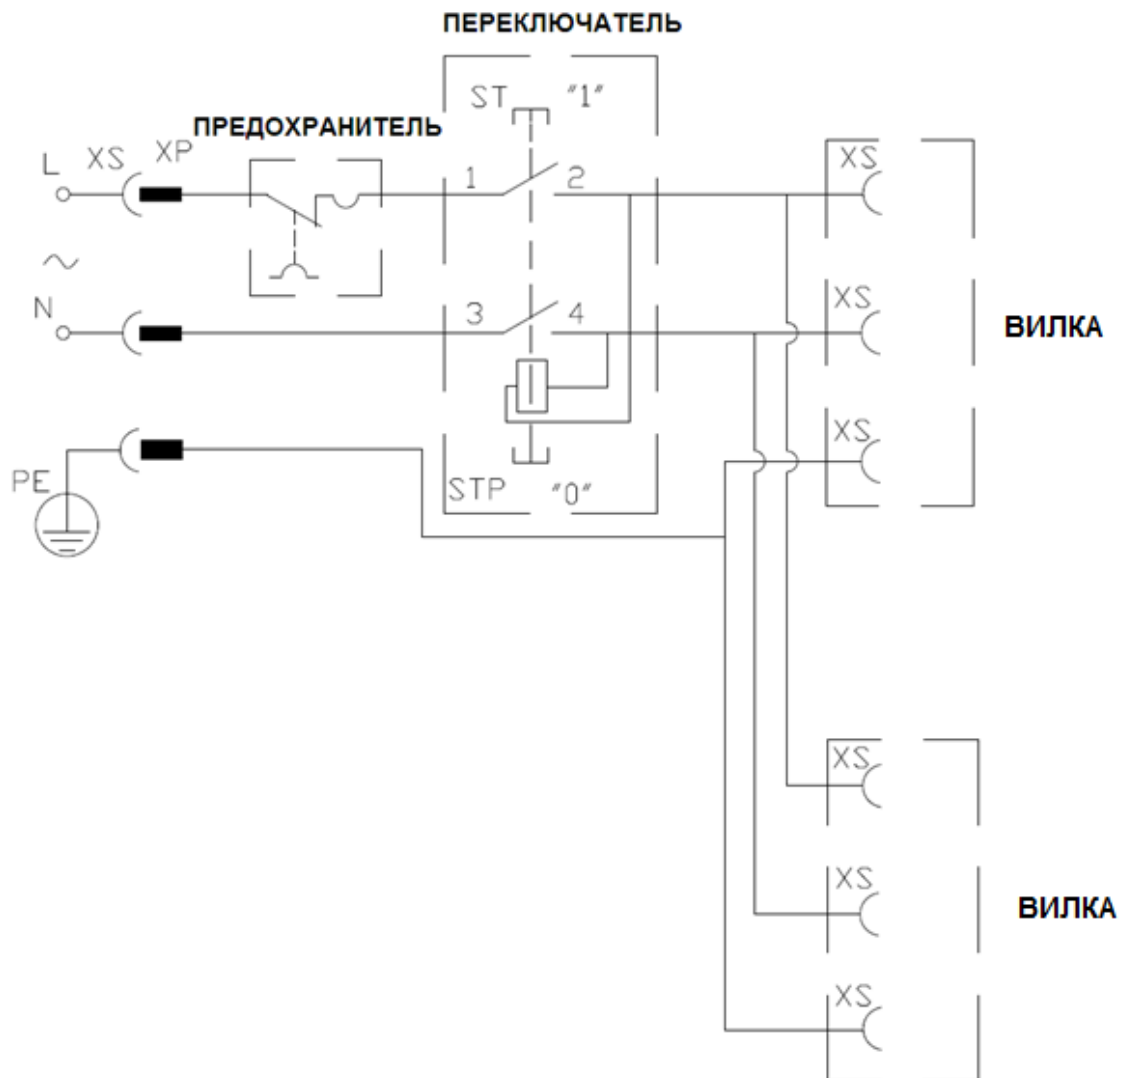 ПЕРЕКЛЮЧАТЕЛЬ
ST "1"
ПРЕДОХРАНИТЕЛЬ
L XS XP
1 2
XS
N
3 4
XS
ВИЛКА
XS
PE
STP "0"
XS
XS
ВИЛКА
XS